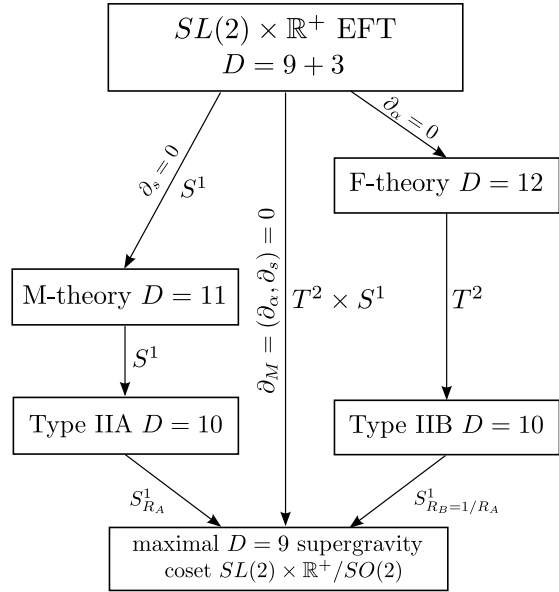 SL(2) × ℝ⁺ EFT
D = 9 + 3
∂ₛ = 0
S¹
∂_α = 0
F-theory D = 12
M-theory D = 11
∂_M = (∂_α, ∂ₛ) = 0
T² × S¹
T²
S¹
Type IIA D = 10
Type IIB D = 10
S¹_{R_A}
S¹_{R_B=1/R_A}
maximal D = 9 supergravity
coset SL(2) × ℝ⁺/SO(2)